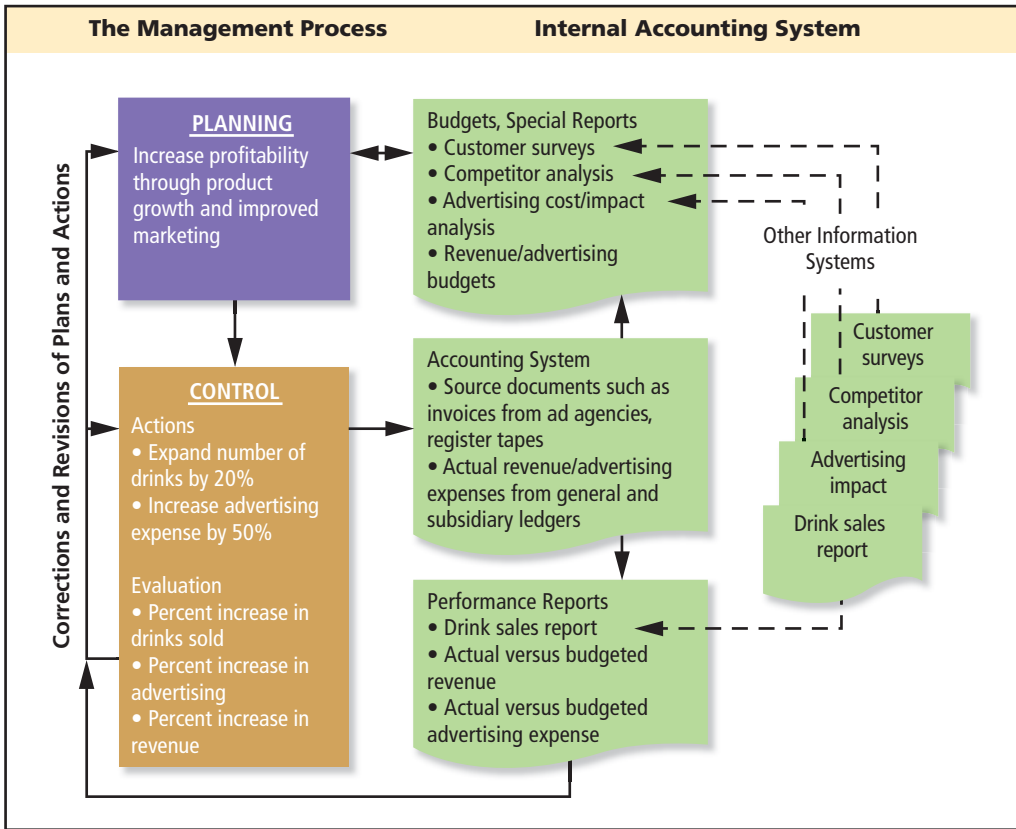 The Management Process
Internal Accounting System
Corrections and Revisions of Plans and Actions
PLANNING
Increase profitability
through product
growth and improved
marketing
CONTROL
Actions
• Expand number of
drinks by 20%
• Increase advertising
expense by 50%
Evaluation
• Percent increase in
drinks sold
• Percent increase in
advertising
• Percent increase in
revenue
Budgets, Special Reports
• Customer surveys
• Competitor analysis
• Advertising cost/impact
analysis
• Revenue/advertising
budgets
Accounting System
• Source documents such as
invoices from ad agencies,
register tapes
• Actual revenue/advertising
expenses from general and
subsidiary ledgers
Performance Reports
• Drink sales report
• Actual versus budgeted
revenue
• Actual versus budgeted
advertising expense
Other Information
Systems
Customer
surveys
Competitor
analysis
Advertising
impact
Drink sales
report